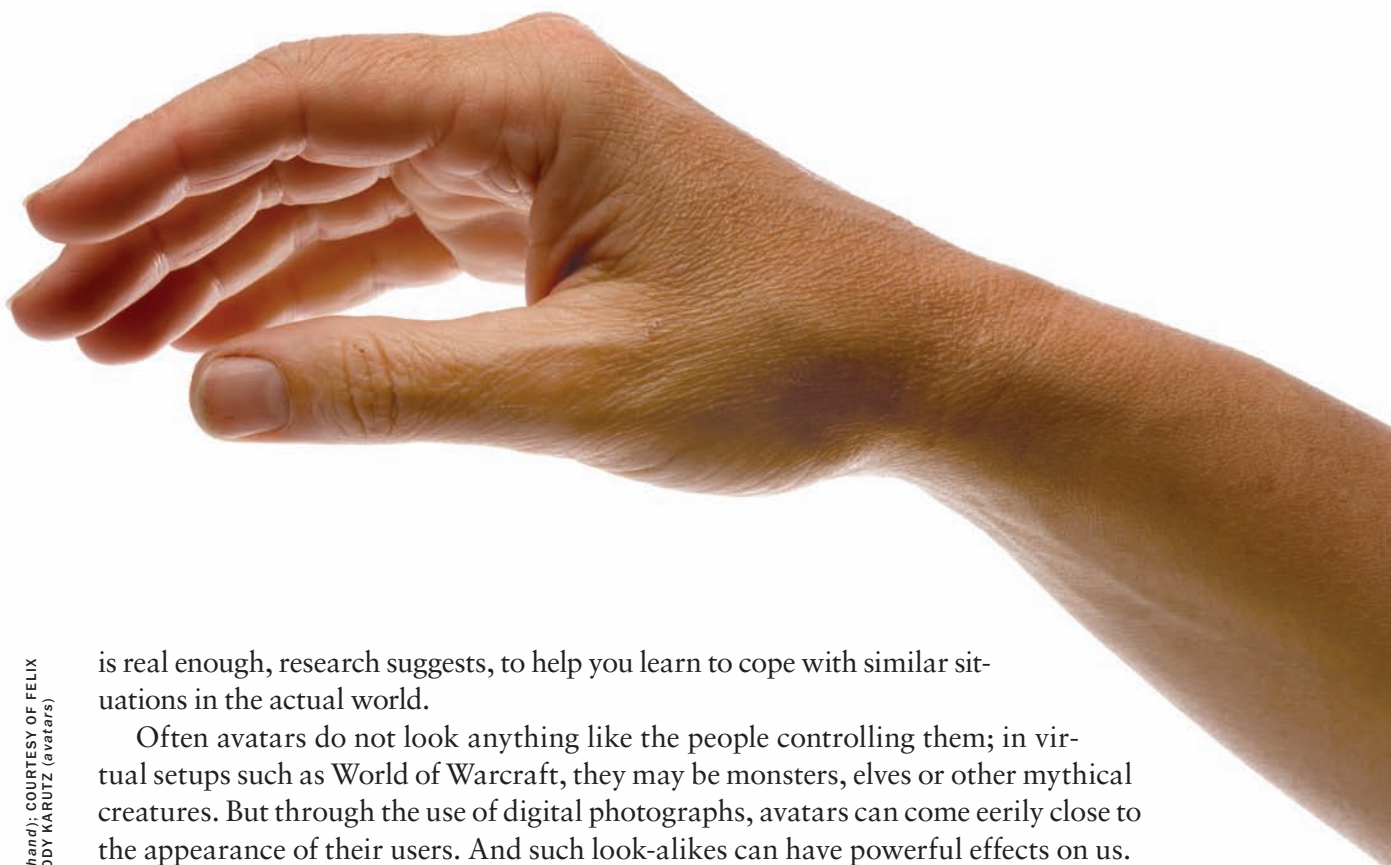 hand); COURTESY OF FELIX
ODY KARUTZ (avatars)
is real enough, research suggests, to help you learn to cope with similar sit-
uations in the actual world.
Often avatars do not look anything like the people controlling them; in vir-
tual setups such as World of Warcraft, they may be monsters, elves or other mythical
creatures. But through the use of digital photographs, avatars can come eerily close to
the appearance of their users. And such look-alikes can have powerful effects on us.